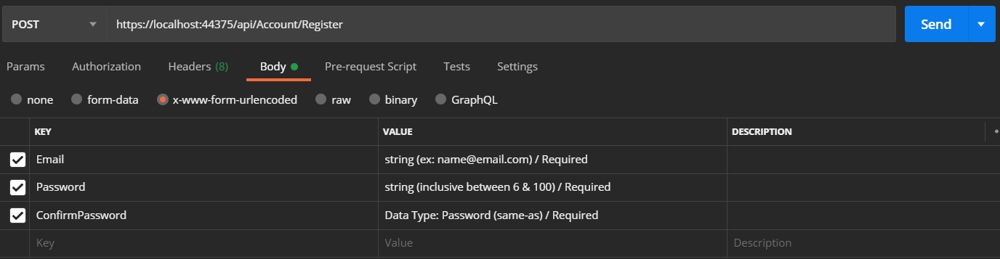 POST https://localhost:44375/api/Account/Register Send
Params Authorization Headers (8) Body Pre-request Script Tests Settings
none form-data x-www-form-urlencoded raw binary GraphQL
KEY VALUE DESCRIPTION
Email string (ex: name@email.com) / Required
Password string (inclusive between 6 & 100) / Required
ConfirmPassword Data Type: Password (same-as) / Required
Key Value Description